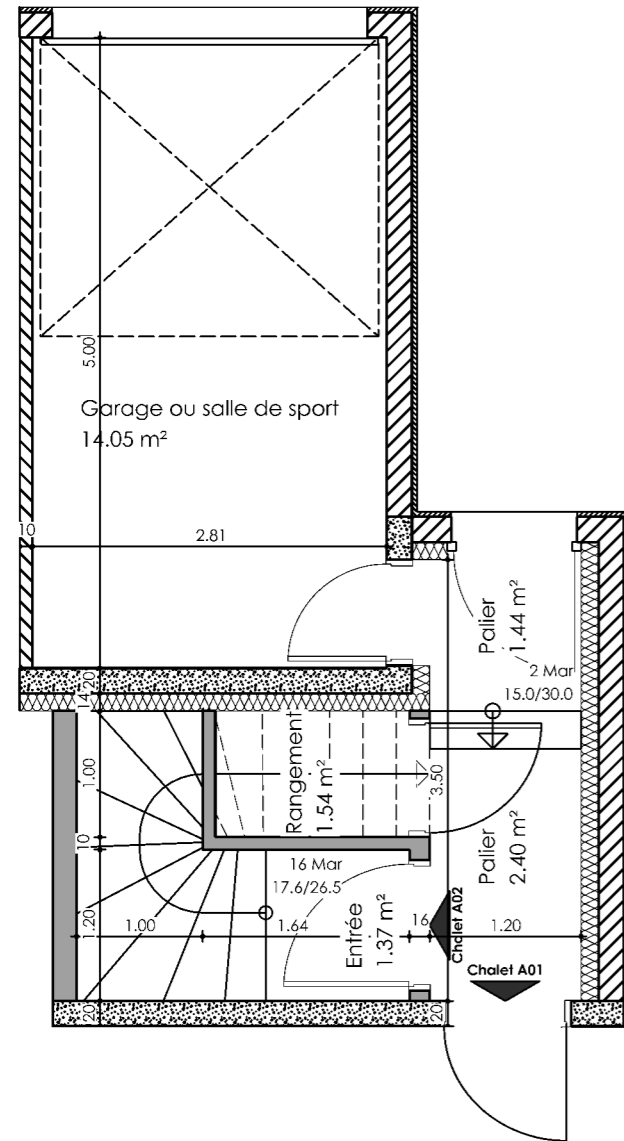 5.00
Garage ou salle de sport
14.05 m²
10
2.81
Palier
1.44 m²
2 Mar
15.0/30.0
20
14
Rangement
1.54 m²
1.00
3.50
10
16 Mar
17.6/26.5
Palier
2.40 m²
1.20
1.00
1.64
Entrée
1.37 m²
16
Chalet A02
1.20
Chalet A01
20
20